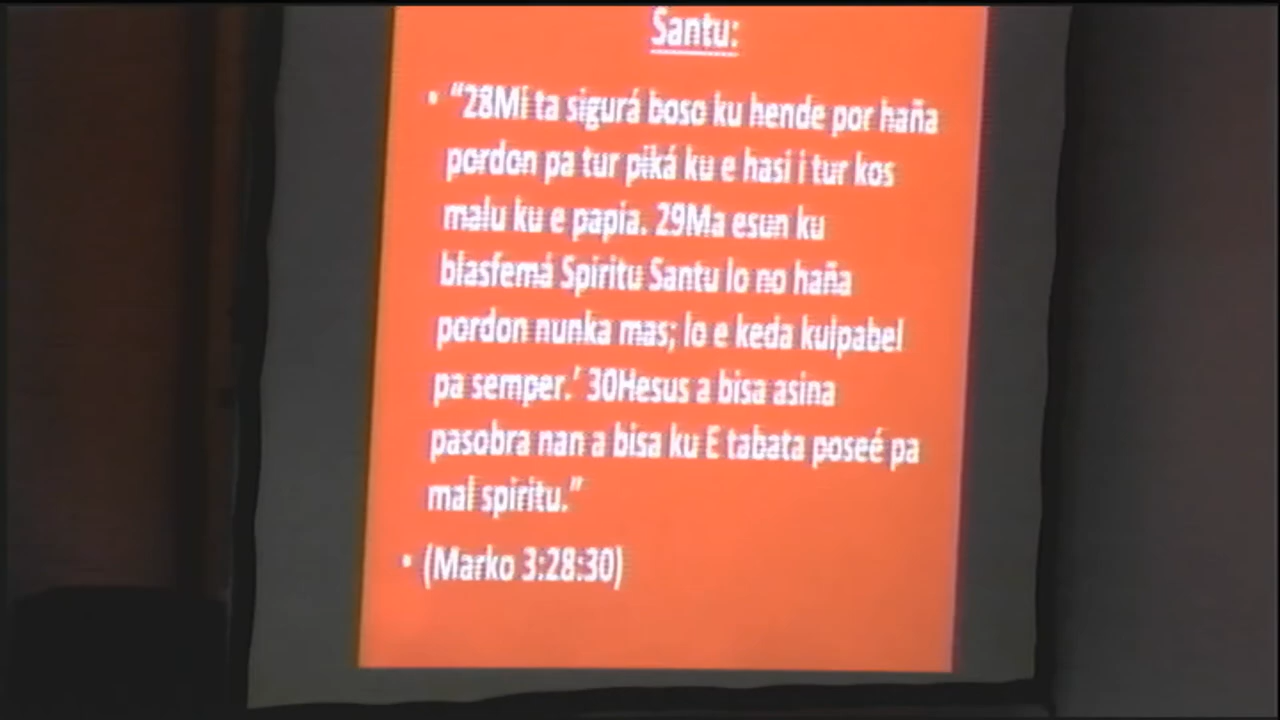 Santu:
• “28Mi ta sigurá boso ku hende por haña
pordon pa tur piká ku e hasi i tur kos
malu ku e papia. 29Ma esun ku
blasfemá Spiritu Santu lo no haña
pordon nunka mas; lo e keda kulpabel
pa semper.’ 30Hesus a bisa asina
pasobra nan a bisa ku E tabata poseé pa
mal spiritu.”
• (Marko 3:28:30)